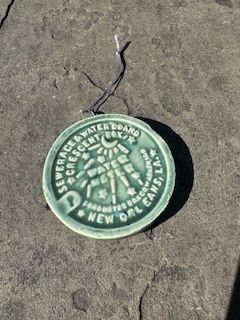 SEWERAGE & WATER BOARD
CRESCENT BOX
NEW ORLEANS, LA.